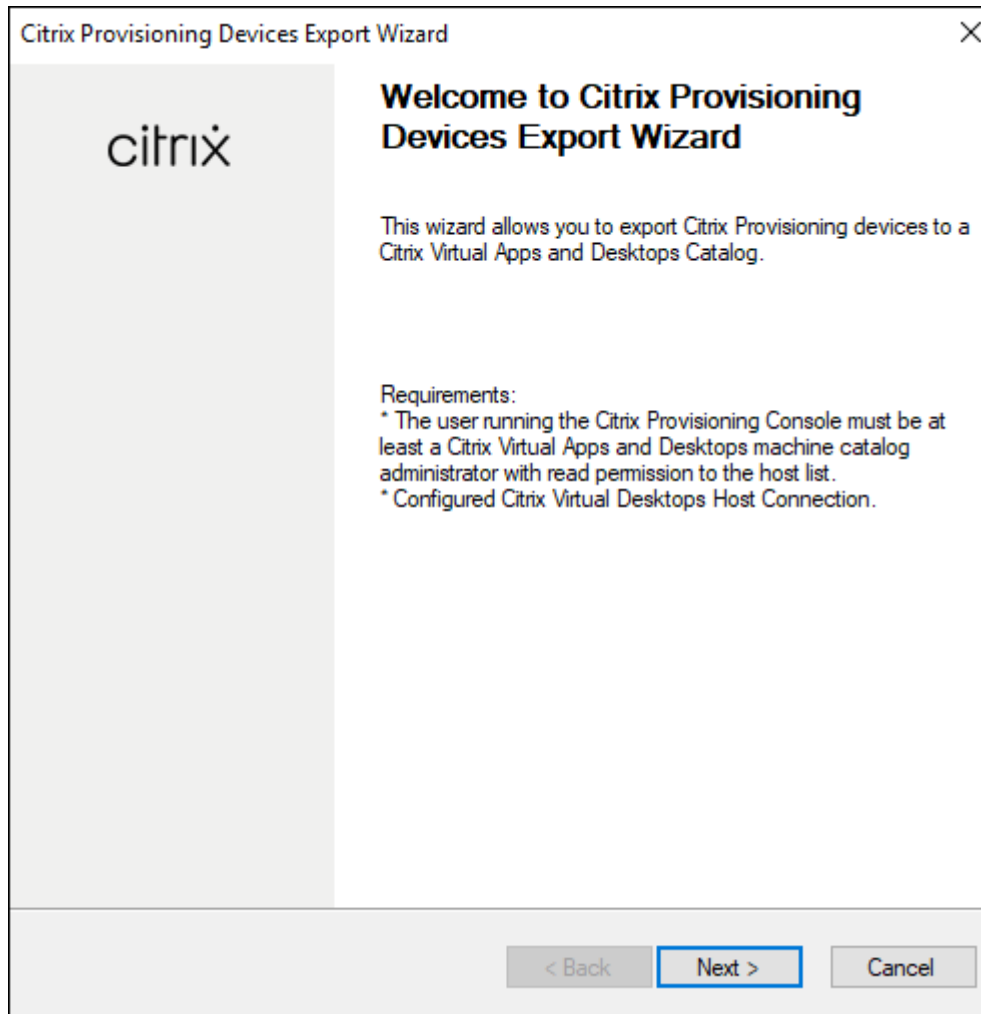 Citrix Provisioning Devices Export Wizard
citrix
Welcome to Citrix Provisioning
Devices Export Wizard
This wizard allows you to export Citrix Provisioning devices to a
Citrix Virtual Apps and Desktops Catalog.
Requirements:
* The user running the Citrix Provisioning Console must be at
least a Citrix Virtual Apps and Desktops machine catalog
administrator with read permission to the host list.
* Configured Citrix Virtual Desktops Host Connection.
< Back
Next >
Cancel